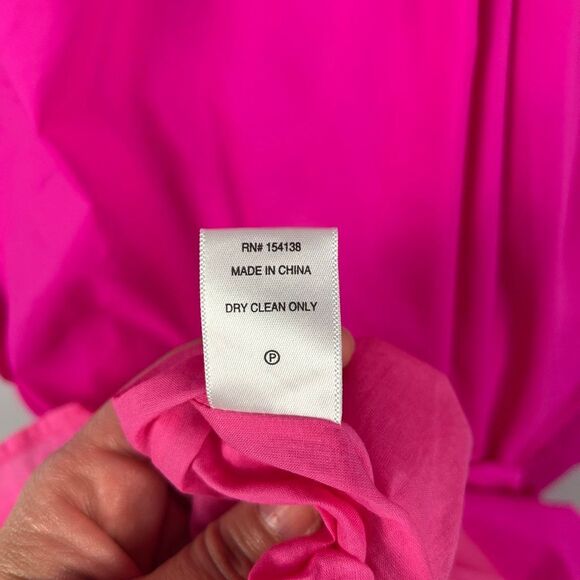 RN# 154138
MADE IN CHINA
DRY CLEAN ONLY
Ⓟ